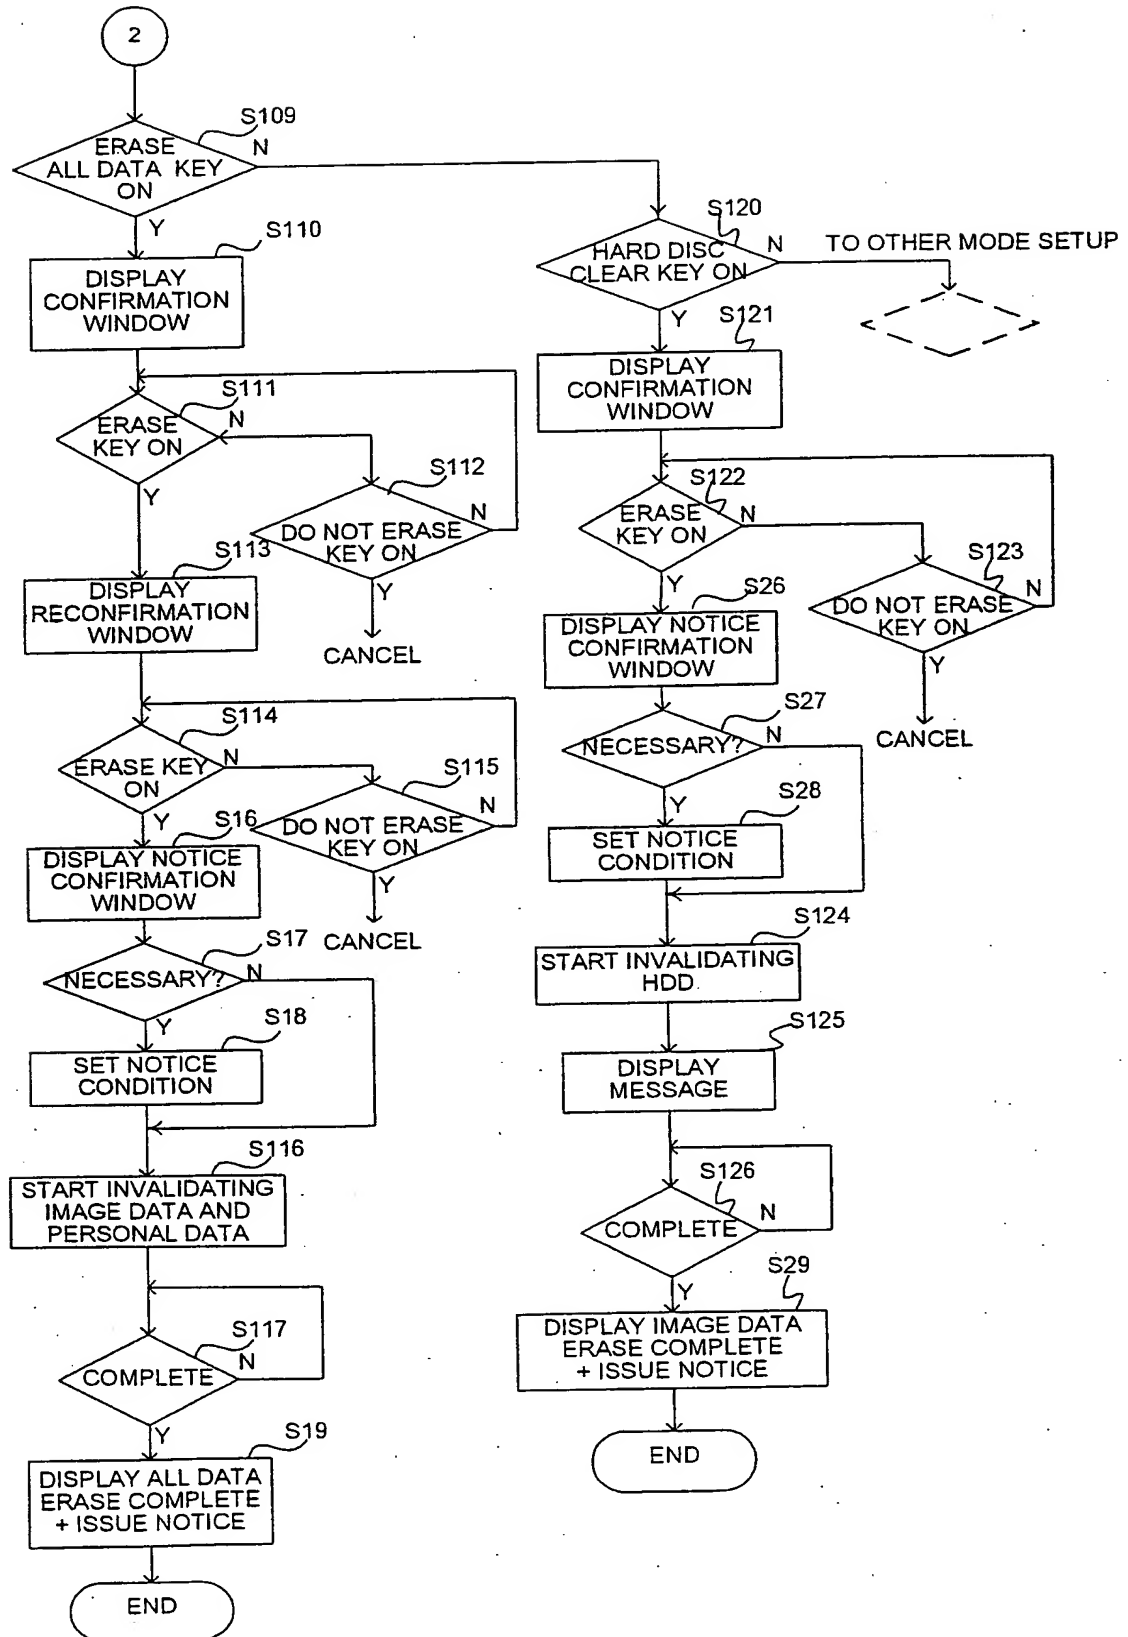 2
S109
ERASE
ALL DATA KEY
ON
N
Y
S110
DISPLAY
CONFIRMATION
WINDOW
S111
ERASE
KEY ON
N
Y
S112
DO NOT ERASE
KEY ON
N
Y
CANCEL
S113
DISPLAY
RECONFIRMATION
WINDOW
S114
ERASE KEY
ON
N
Y
S115
DO NOT ERASE
KEY ON
N
Y
CANCEL
S16
DISPLAY NOTICE
CONFIRMATION
WINDOW
S17
NECESSARY?
N
Y
S18
SET NOTICE
CONDITION
S116
START INVALIDATING
IMAGE DATA AND
PERSONAL DATA
S117
COMPLETE
N
Y
S19
DISPLAY ALL DATA
ERASE COMPLETE
+ ISSUE NOTICE
END
S120
HARD DISC
CLEAR KEY ON
N
Y
TO OTHER MODE SETUP
S121
DISPLAY
CONFIRMATION
WINDOW
S122
ERASE
KEY ON
N
Y
S123
DO NOT ERASE
KEY ON
N
Y
CANCEL
S26
DISPLAY NOTICE
CONFIRMATION
WINDOW
S27
NECESSARY?
N
Y
S28
SET NOTICE
CONDITION
S124
START INVALIDATING
HDD
S125
DISPLAY
MESSAGE
S126
COMPLETE
N
Y
S29
DISPLAY IMAGE DATA
ERASE COMPLETE
+ ISSUE NOTICE
END